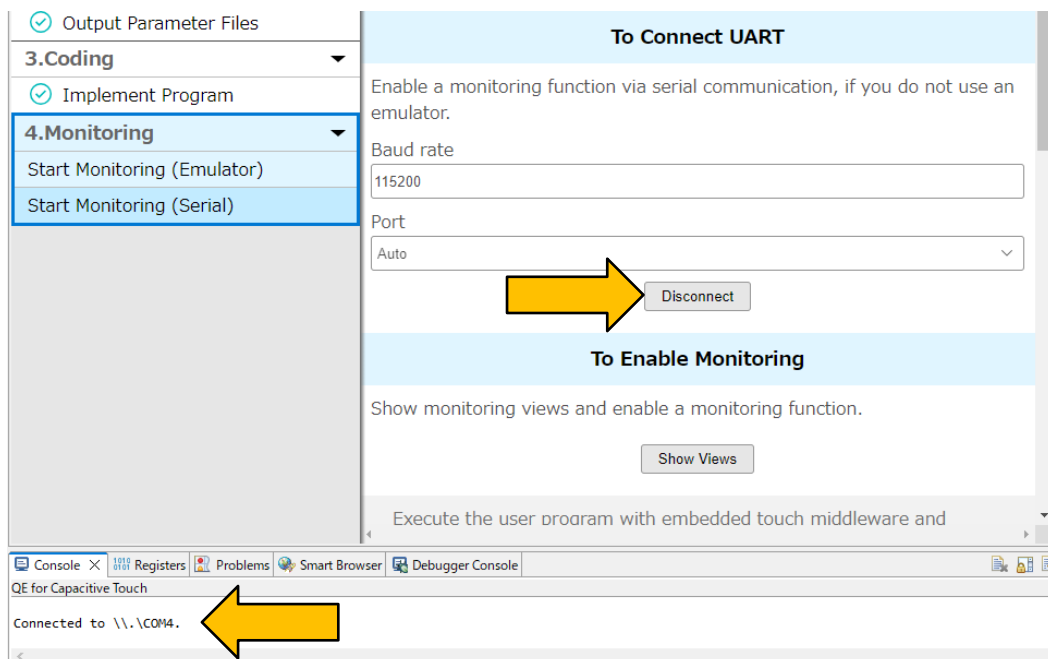 Output Parameter Files
3.Coding
Implement Program
4.Monitoring
Start Monitoring (Emulator)
Start Monitoring (Serial)
To Connect UART
Enable a monitoring function via serial communication, if you do not use an
emulator.
Baud rate
115200
Port
Auto
Disconnect
To Enable Monitoring
Show monitoring views and enable a monitoring function.
Show Views
Execute the user program with embedded touch middleware and
Console
Registers
Problems
Smart Browser
Debugger Console
QE for Capacitive Touch
Connected to \\.\COM4.